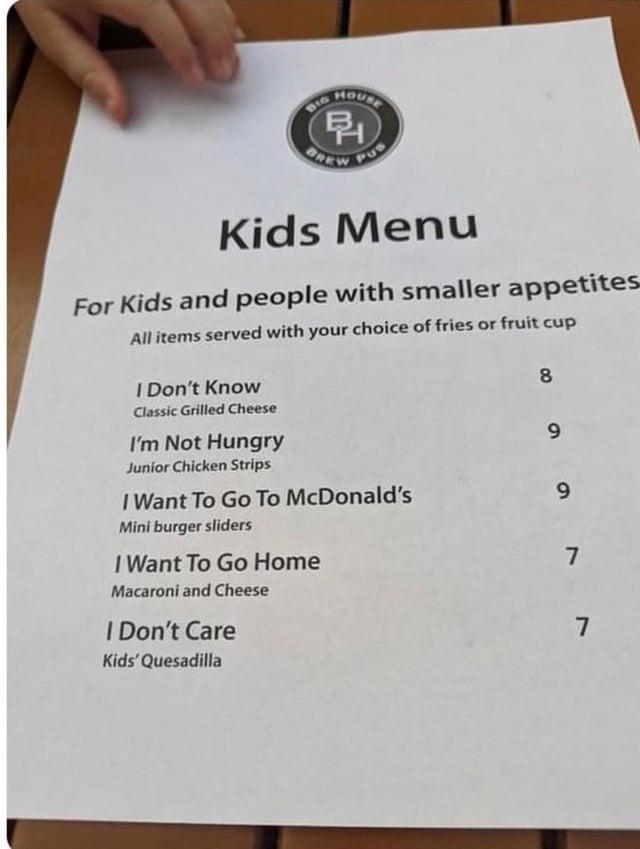 BIG HOUSE
BH
BREW PUB
Kids Menu
For Kids and people with smaller appetites
All items served with your choice of fries or fruit cup
I Don't Know 8
Classic Grilled Cheese
I'm Not Hungry 9
Junior Chicken Strips
I Want To Go To McDonald's 9
Mini burger sliders
I Want To Go Home 7
Macaroni and Cheese
I Don't Care 7
Kids' Quesadilla